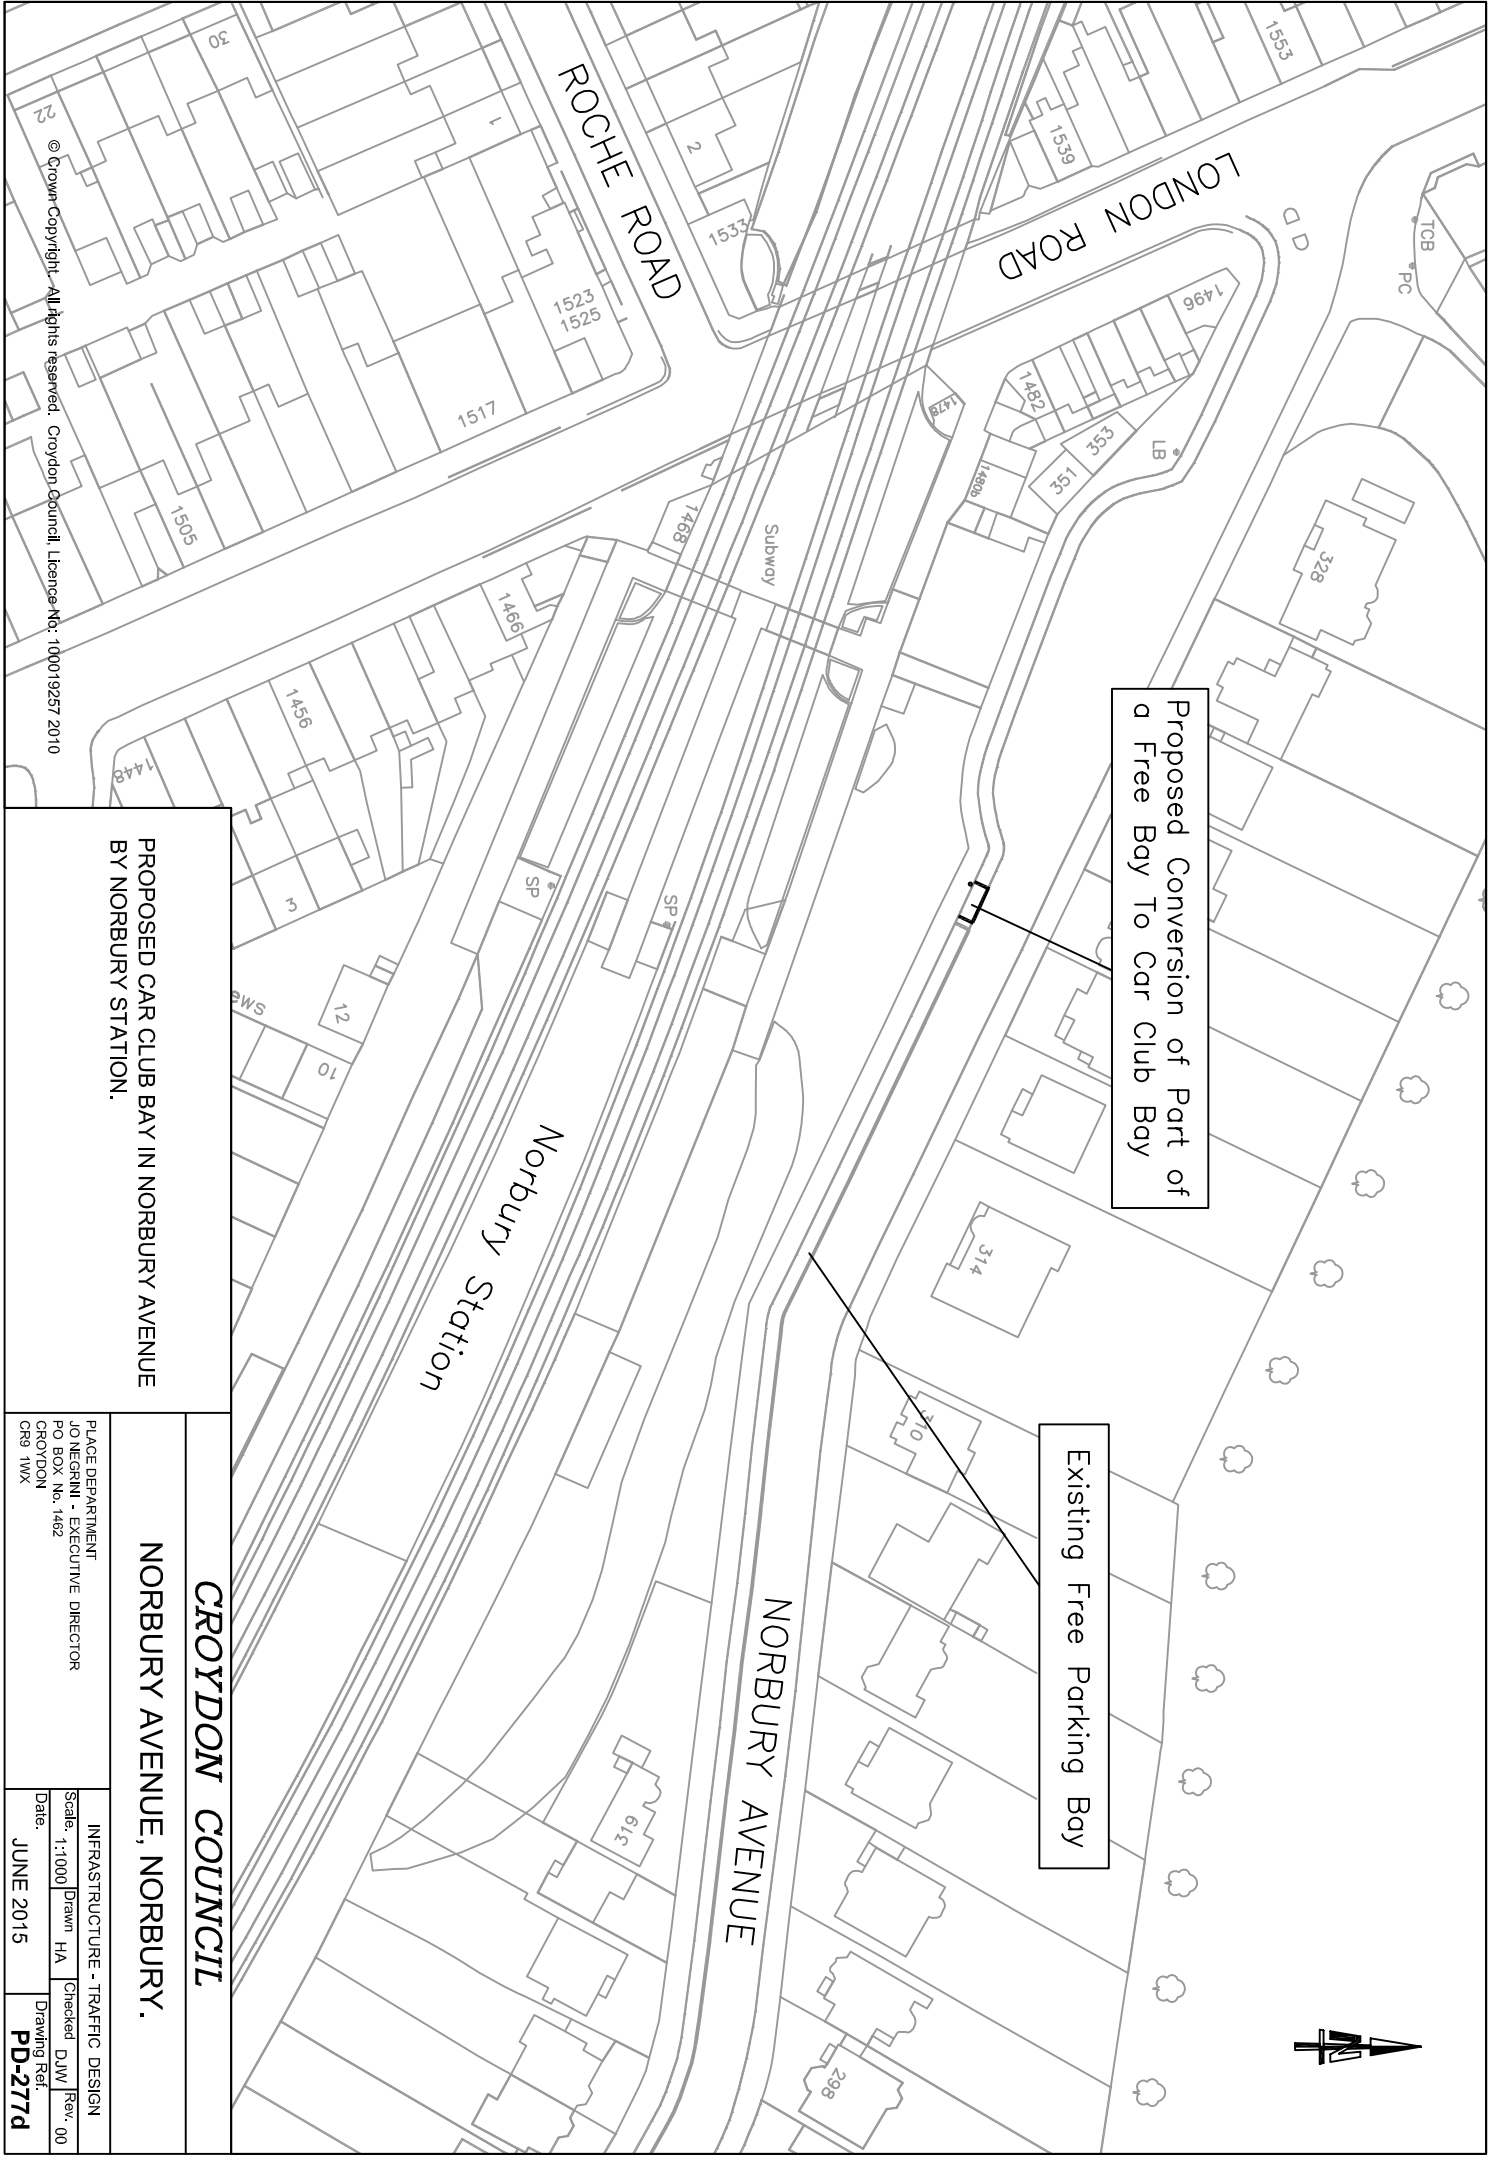 1553
1539
LONDON ROAD
TCB
PC
1496
1482
1478
1480b
353
351
LB
328
ROCHE ROAD
30
22
1
2
1533
1523
1525
1517
1505
1468
Subway
1466
1456
1448
3
SP
SP
12
10
ews
Norbury Station
Proposed Conversion of Part of
a Free Bay To Car Club Bay
314
310
Existing Free Parking Bay
NORBURY AVENUE
319
298
N
© Crown Copyright. All rights reserved. Croydon Council, Licence No: 100019257 2010
PROPOSED CAR CLUB BAY IN NORBURY AVENUE
BY NORBURY STATION.
CROYDON COUNCIL
NORBURY AVENUE, NORBURY.
PLACE DEPARTMENT
JO NEGRINI - EXECUTIVE DIRECTOR
PO BOX No. 1462
CROYDON
CR9 1WX
INFRASTRUCTURE - TRAFFIC DESIGN
Scale. 1:1000 Drawn HA Checked DJW Rev. 00
Date. JUNE 2015
Drawing Ref.
PD-277d